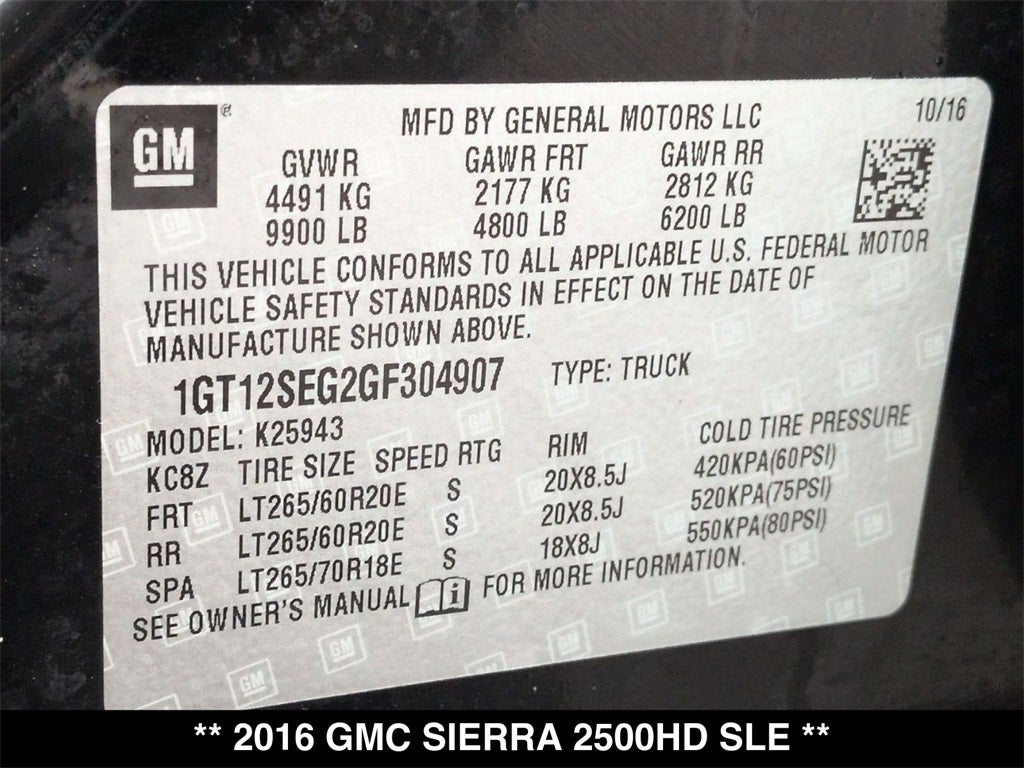 GM ® MFD BY GENERAL MOTORS LLC 10/16
GVWR GAWR FRT GAWR RR
4491 KG 2177 KG 2812 KG
9900 LB 4800 LB 6200 LB
THIS VEHICLE CONFORMS TO ALL APPLICABLE U.S. FEDERAL MOTOR
VEHICLE SAFETY STANDARDS IN EFFECT ON THE DATE OF
MANUFACTURE SHOWN ABOVE.
1GT12SEG2GF304907 TYPE: TRUCK
MODEL: K25943
KC8Z TIRE SIZE SPEED RTG RIM COLD TIRE PRESSURE
FRT LT265/60R20E S 20X8.5J 420KPA(60PSI)
RR LT265/60R20E S 20X8.5J 520KPA(75PSI)
SPA LT265/70R18E S 18X8J 550KPA(80PSI)
SEE OWNER'S MANUAL i FOR MORE INFORMATION.
** 2016 GMC SIERRA 2500HD SLE **